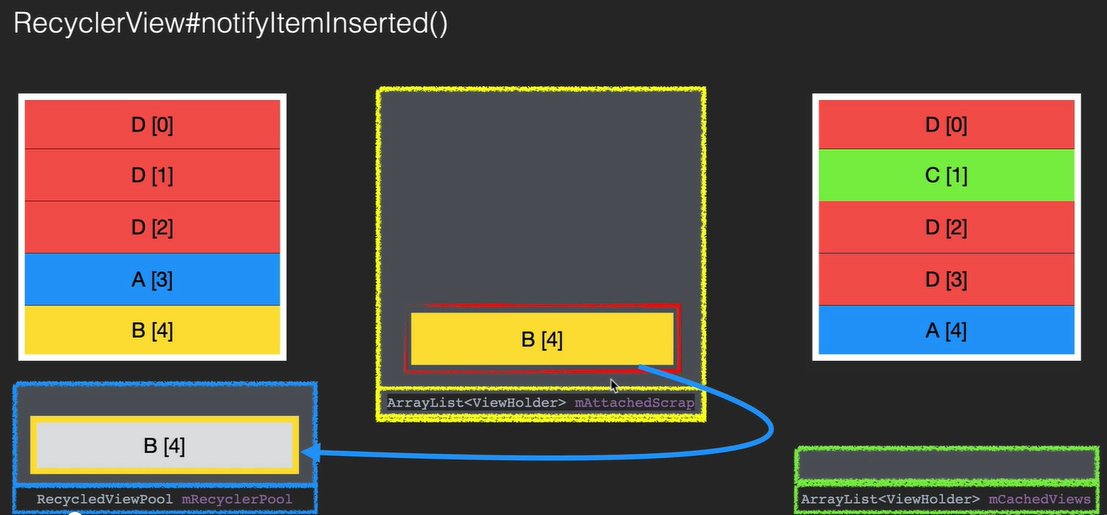 RecyclerView#notifyItemInserted()
D [0]
D [1]
D [2]
A [3]
B [4]
B [4]
ArrayList<ViewHolder> mAttachedScrap
D [0]
C [1]
D [2]
D [3]
A [4]
B [4]
RecycledViewPool mRecyclerPool
ArrayList<ViewHolder> mCachedViews